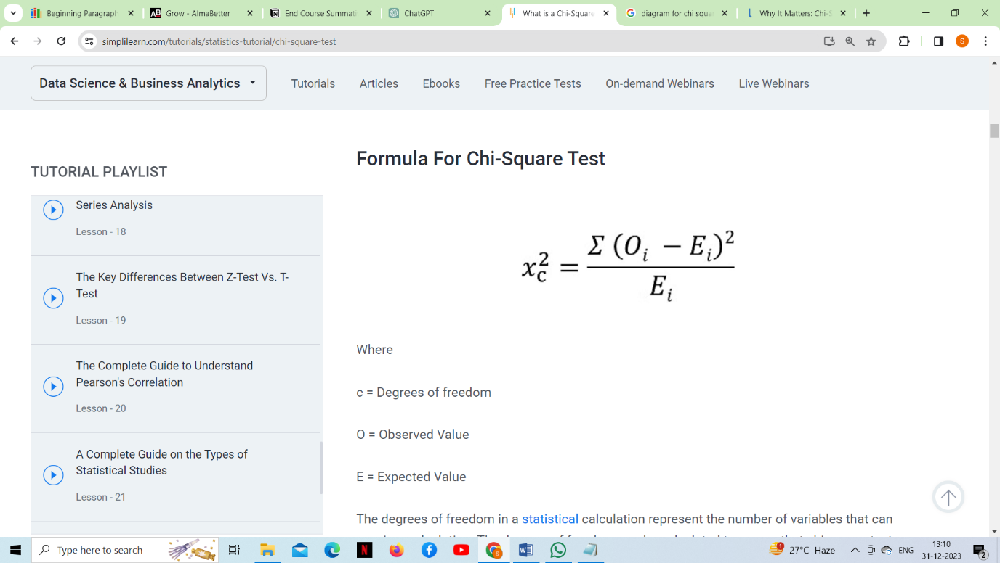 Beginning Paragraph
Grow - AlmaBetter
End Course Summati
ChatGPT
What is a Chi-Square
diagram for chi squa
Why It Matters: Chi-S
simplilearn.com/tutorials/statistics-tutorial/chi-square-test
S
Data Science & Business Analytics
Tutorials
Articles
Ebooks
Free Practice Tests
On-demand Webinars
Live Webinars
TUTORIAL PLAYLIST
Series Analysis
Lesson - 18
The Key Differences Between Z-Test Vs. T-
Test
Lesson - 19
The Complete Guide to Understand
Pearson's Correlation
Lesson - 20
A Complete Guide on the Types of
Statistical Studies
Lesson - 21
Formula For Chi-Square Test
x²c = Σ (Oᵢ − Eᵢ)² / Eᵢ
Where
c = Degrees of freedom
O = Observed Value
E = Expected Value
The degrees of freedom in a statistical calculation represent the number of variables that can
Type here to search
27°C Haze
ENG
13:10
31-12-2023
2